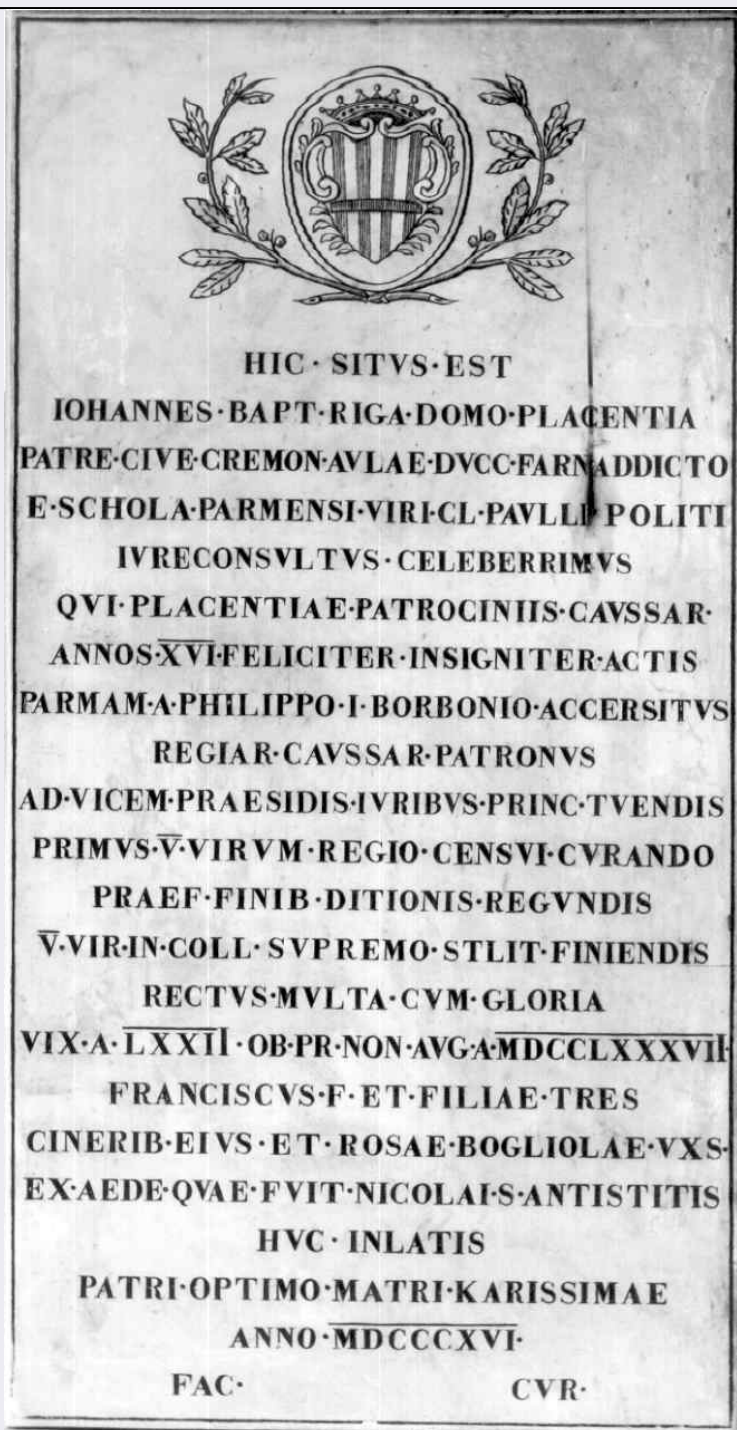 HIC · SITVS · EST
IOHANNES · BAPT · RIGA · DOMO · PLACENTIA
PATRE · CIVE · CREMON · AVLAE · DVCC · FARN ADDICTO
E · SCHOLA · PARMENSI · VIRI · CL · PAVLLI POLITI
IVRECONSVLTVS · CELEBERRIMVS
QVI · PLACENTIAE · PATROCINIIS · CAVSSAR ·
ANNOS · X̅V̅I̅ · FELICITER · INSIGNITER · ACTIS
PARMAM · A · PHILIPPO · I · BORBONIO · ACCERSITVS
REGIAR · CAVSSAR · PATRONVS
AD · VICEM · PRAESIDIS · IVRIBVS · PRINC · TVENDIS
PRIMVS · V̅ · VIRVM · REGIO · CENSVI · CVRANDO
PRAEF · FINIB · DITIONIS · REGVNDIS
V̅ · VIR · IN · COLL · SVPREMO · STLIT · FINIENDIS
RECTVS · MVLTA · CVM · GLORIA
VIX · A · L̅X̅X̅I̅I̅ · OB · PR · NON · AVG · A · M̅D̅C̅C̅L̅X̅X̅X̅V̅I̅I̅ ·
FRANCISCVS · F · ET · FILIAE · TRES
CINERIB · EIVS · ET · ROSAE · BOGLIOLAE · VXS ·
EX · AEDE · QVAE · FVIT · NICOLAI · S · ANTISTITIS
HVC · INLATIS
PATRI · OPTIMO · MATRI · KARISSIMAE
ANNO · M̅D̅C̅C̅C̅X̅V̅I̅ ·
FAC · CVR ·